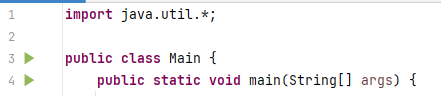 1 import java.util.*;
2
3 public class Main {
4     public static void main(String[] args) {